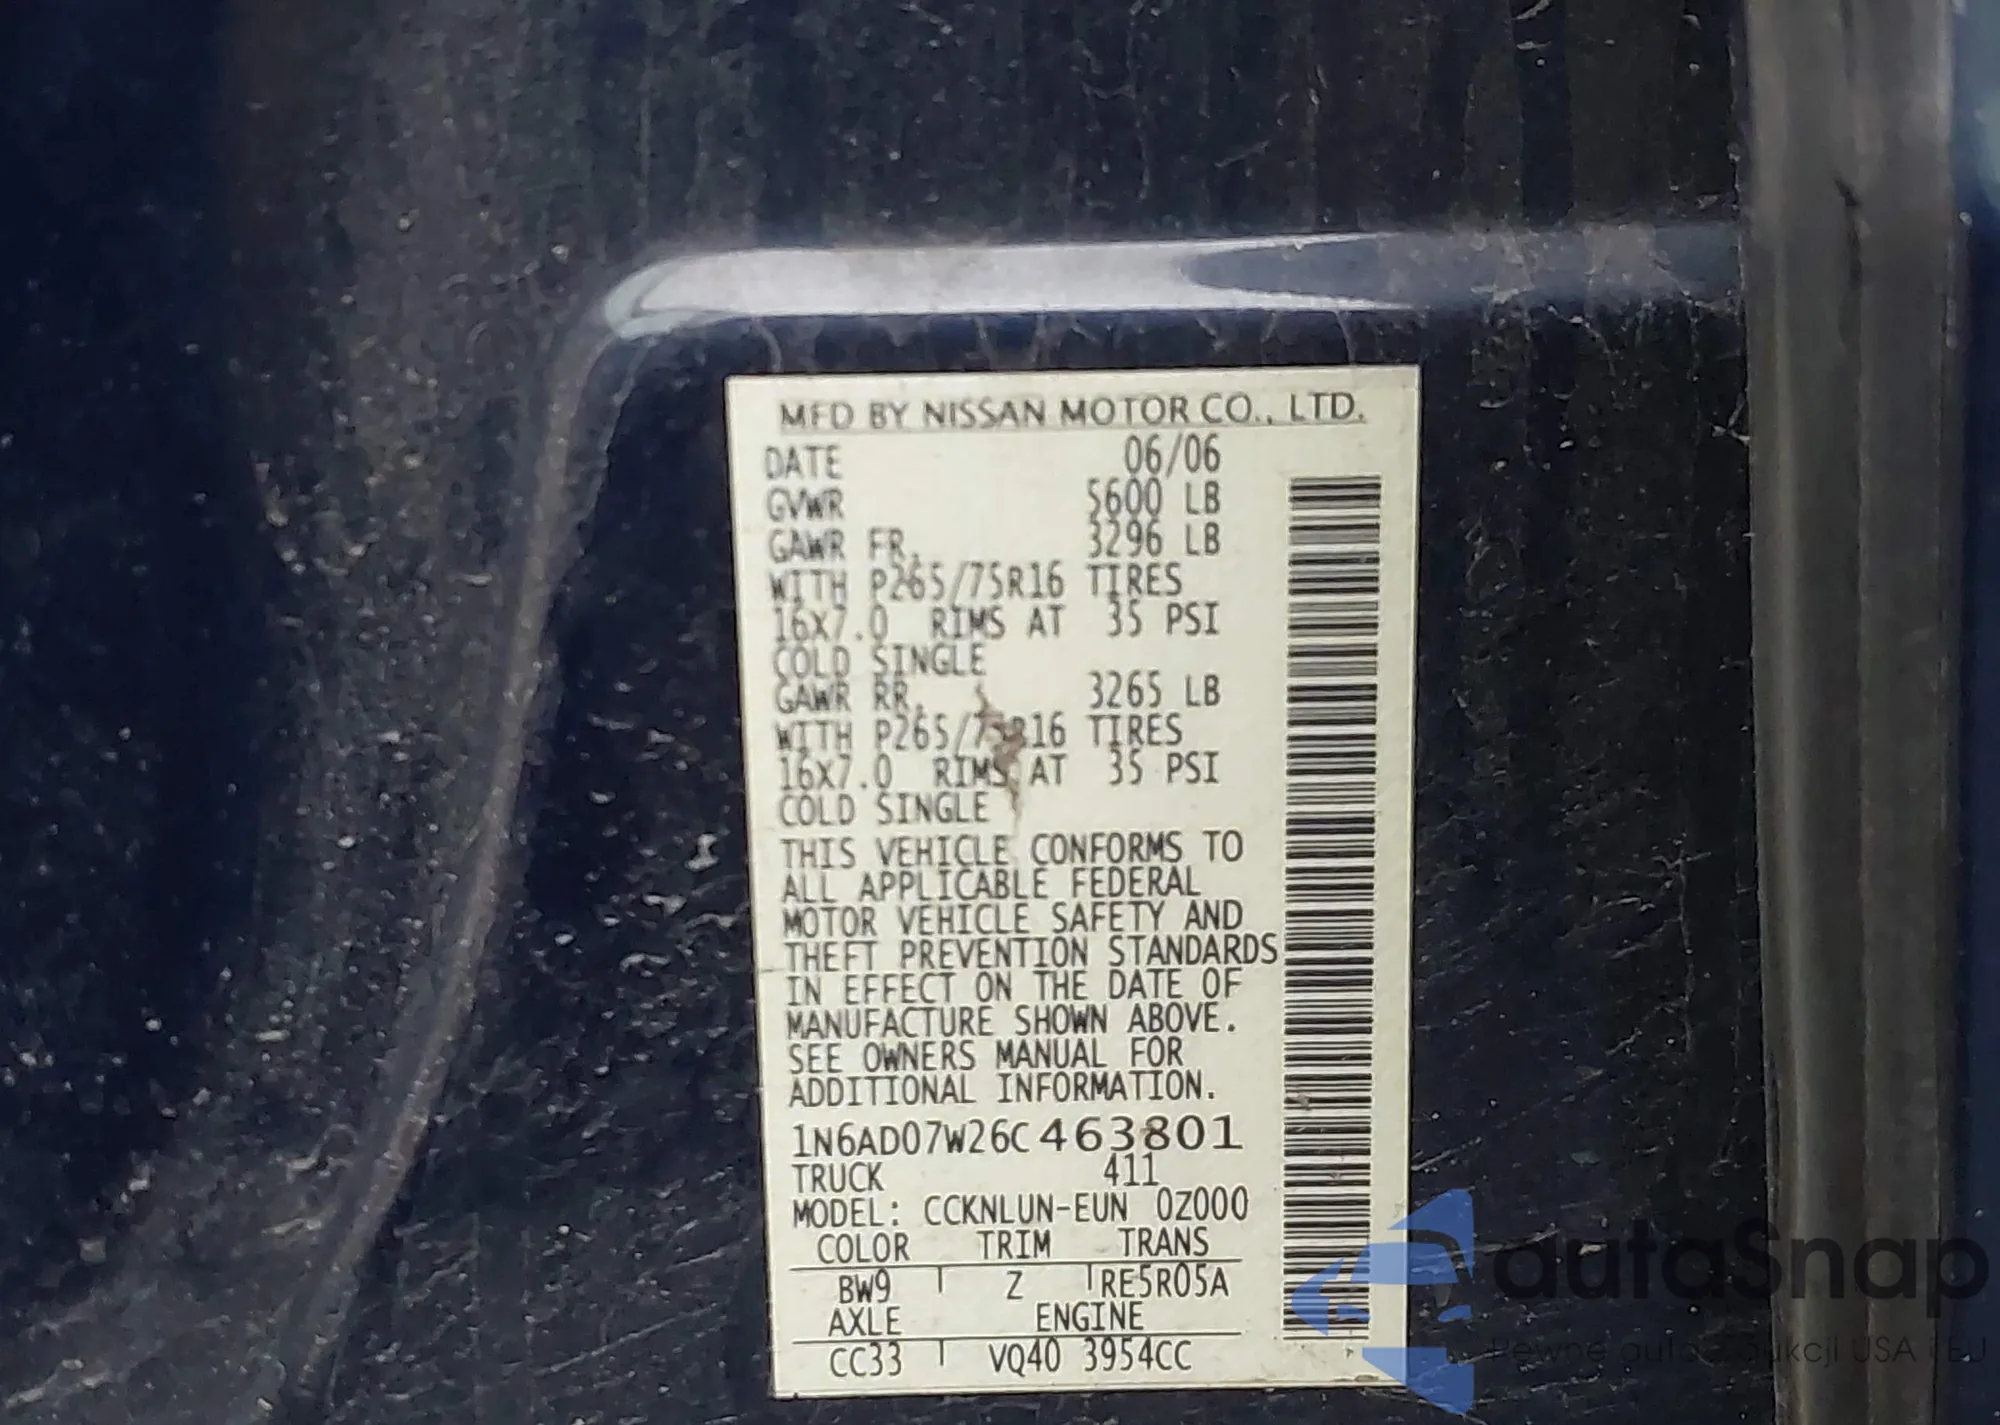 MFD BY NISSAN MOTOR CO., LTD.
DATE 06/06
GVWR 5600 LB
GAWR FR. 3296 LB
WITH P265/75R16 TIRES
16X7.0 RIMS AT 35 PSI
COLD SINGLE
GAWR RR. 3265 LB
WITH P265/75R16 TIRES
16X7.0 RIMS AT 35 PSI
COLD SINGLE
THIS VEHICLE CONFORMS TO
ALL APPLICABLE FEDERAL
MOTOR VEHICLE SAFETY AND
THEFT PREVENTION STANDARDS
IN EFFECT ON THE DATE OF
MANUFACTURE SHOWN ABOVE.
SEE OWNERS MANUAL FOR
ADDITIONAL INFORMATION.
1N6AD07W26C463801
TRUCK 411
MODEL: CCKNLUN-EUN 0Z000
COLOR TRIM TRANS
BW9 Z RE5R05A
AXLE ENGINE
CC33 VQ40 3954CC
autaSnap
Pewne auta USA